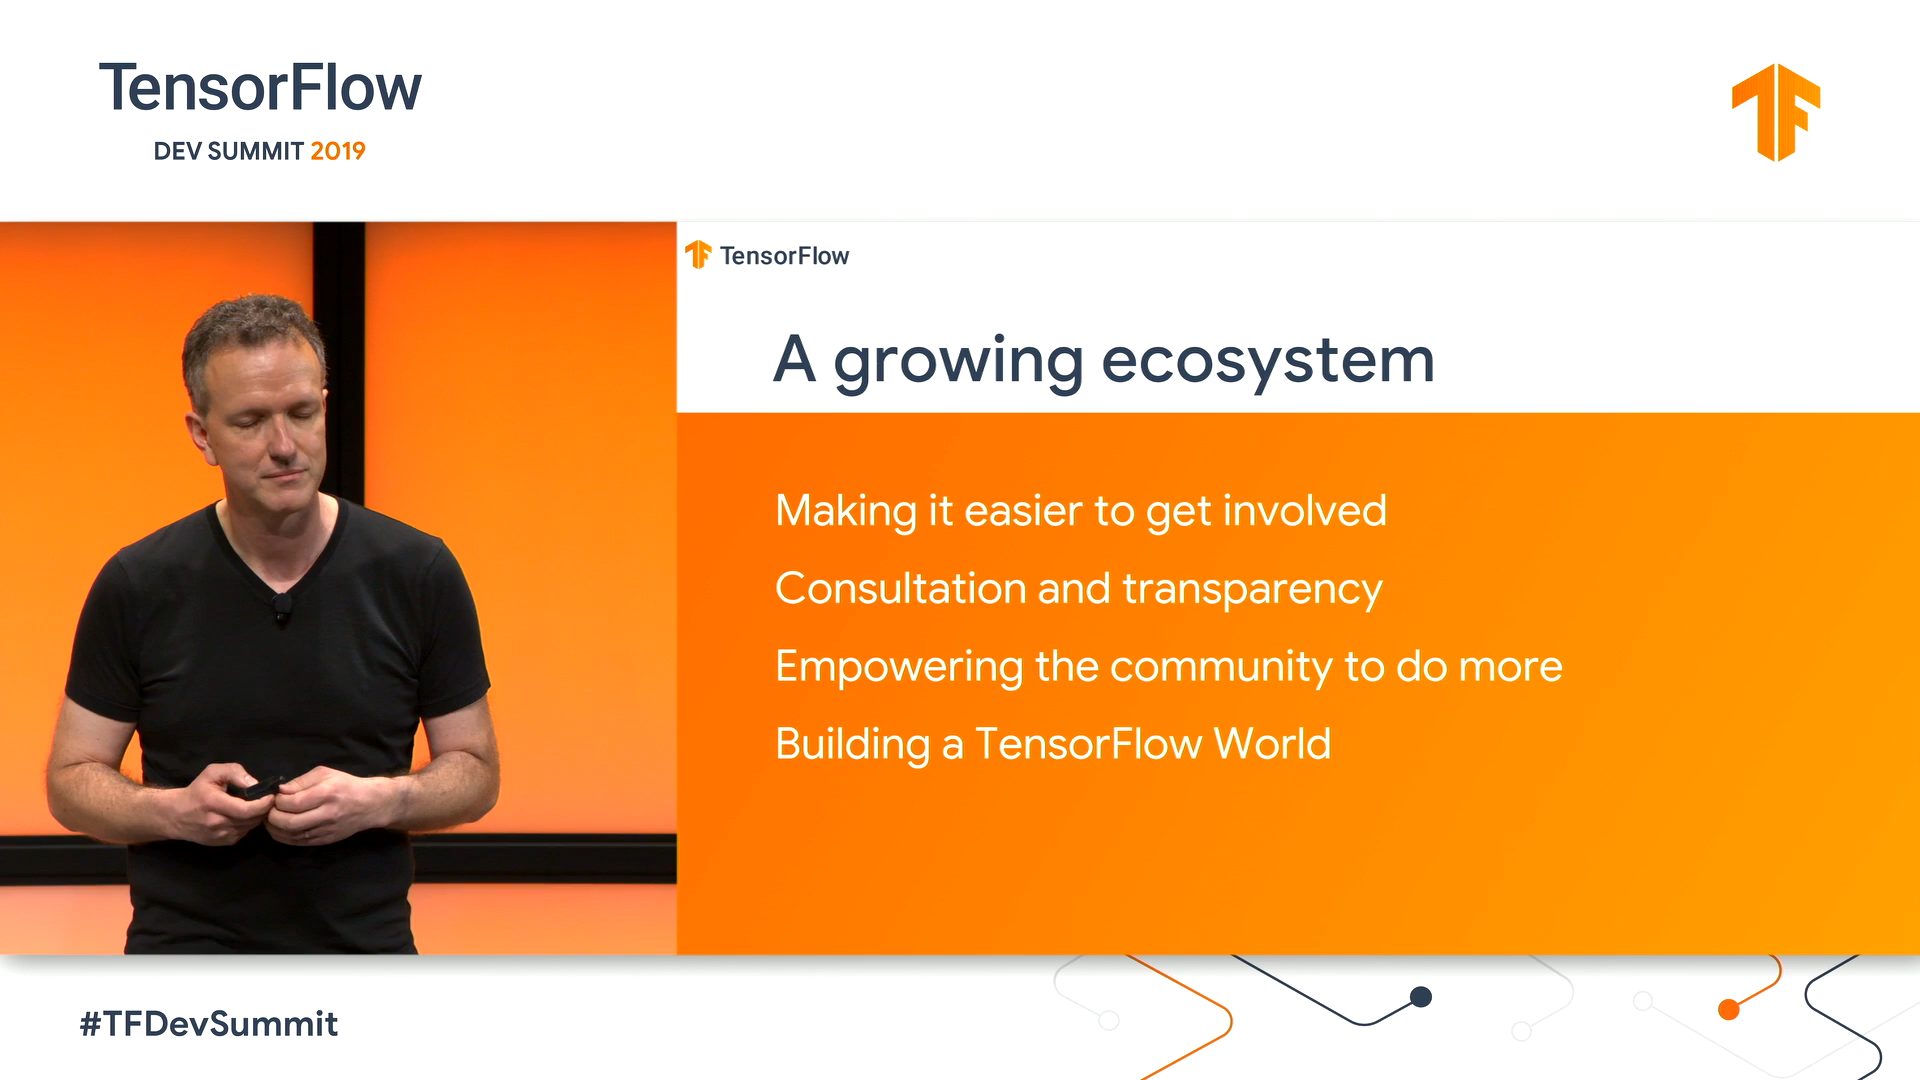 TensorFlow
DEV SUMMIT 2019
TensorFlow
A growing ecosystem
Making it easier to get involved
Consultation and transparency
Empowering the community to do more
Building a TensorFlow World
#TFDevSummit